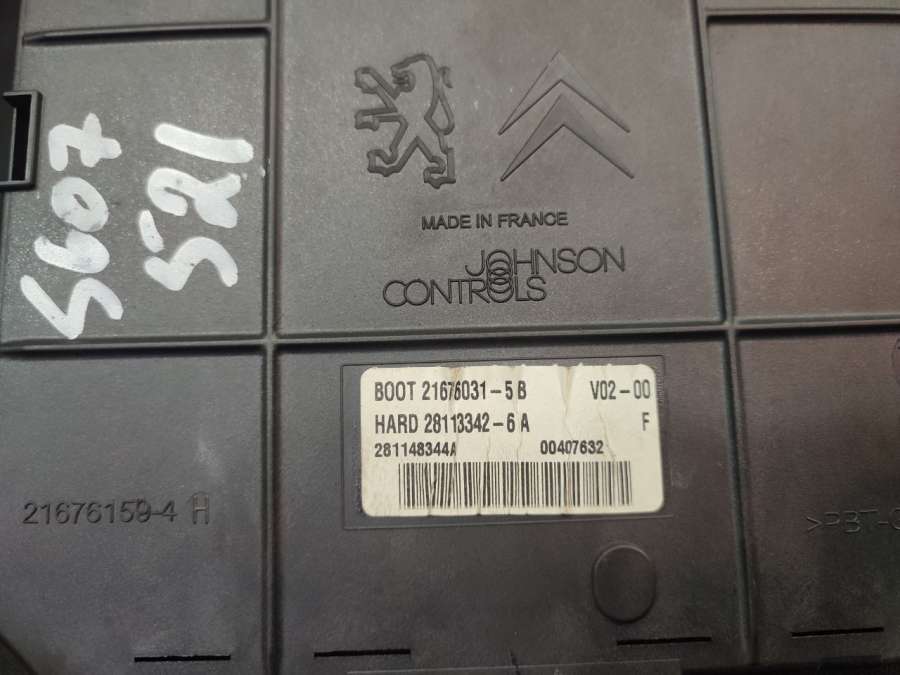 5607
521
MADE IN FRANCE
JOHNSON
CONTROLS
BOOT 21676031-5 B V02-00
HARD 28113342-6 A F
281148344A 00407632
21676159-4 H
>PBT-